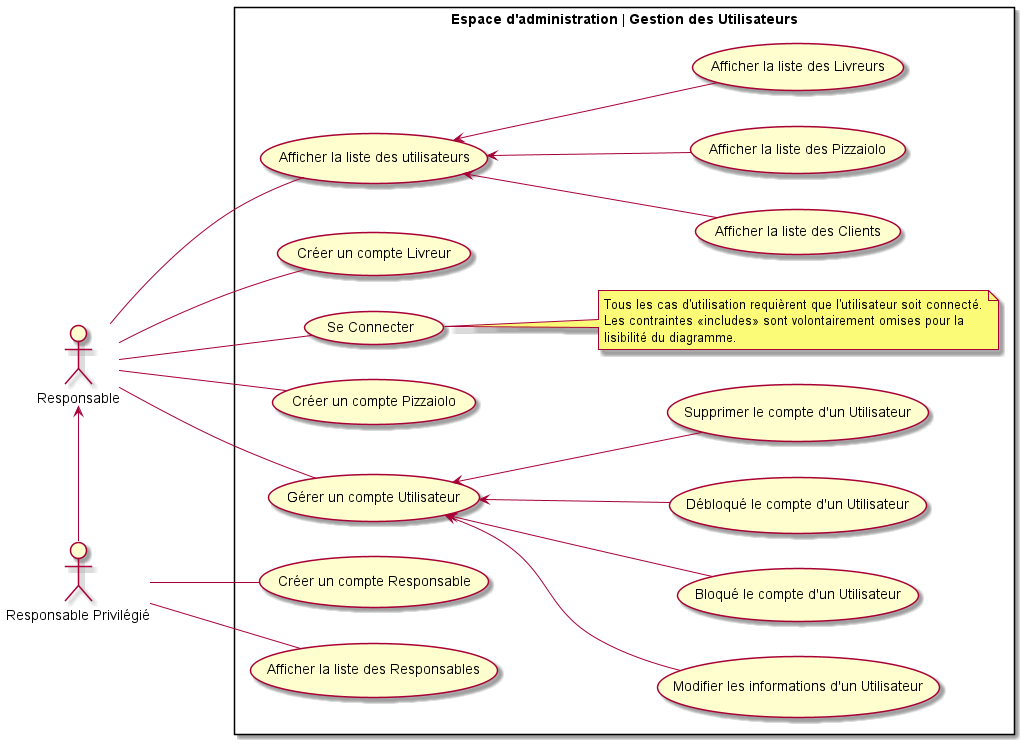 Espace d'administration | Gestion des Utilisateurs
Afficher la liste des Livreurs
Afficher la liste des Pizzaiolo
Afficher la liste des utilisateurs
Afficher la liste des Clients
Créer un compte Livreur
Tous les cas d'utilisation requièrent que l'utilisateur soit connecté.
Les contraintes «includes» sont volontairement omises pour la
lisibilité du diagramme.
Se Connecter
Responsable
Créer un compte Pizzaiolo
Supprimer le compte d'un Utilisateur
Gérer un compte Utilisateur
Débloqué le compte d'un Utilisateur
Créer un compte Responsable
Bloqué le compte d'un Utilisateur
Responsable Privilégié
Afficher la liste des Responsables
Modifier les informations d'un Utilisateur